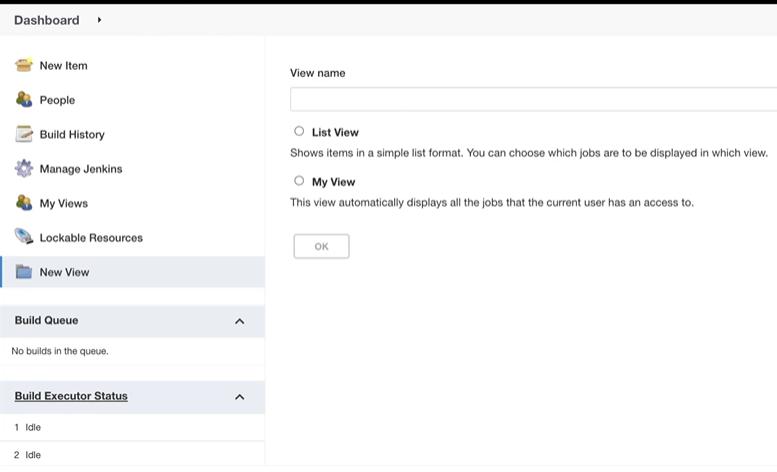 Dashboard
New Item
People
Build History
Manage Jenkins
My Views
Lockable Resources
New View
Build Queue
No builds in the queue.
Build Executor Status
1 Idle
2 Idle
View name
List View
Shows items in a simple list format. You can choose which jobs are to be displayed in which view.
My View
This view automatically displays all the jobs that the current user has an access to.
OK